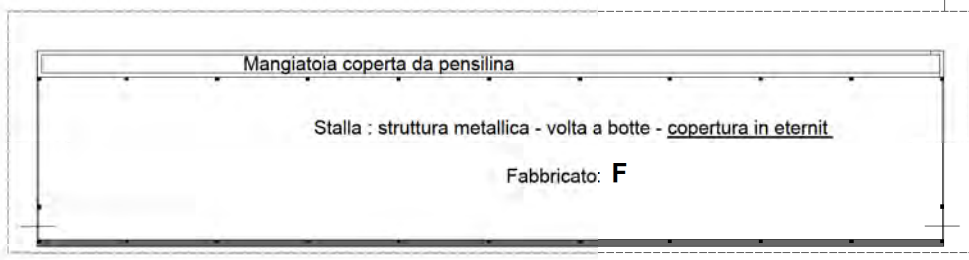 Mangiatoia coperta da pensilina
Stalla : struttura metallica - volta a botte - copertura in eternit
Fabbricato: F